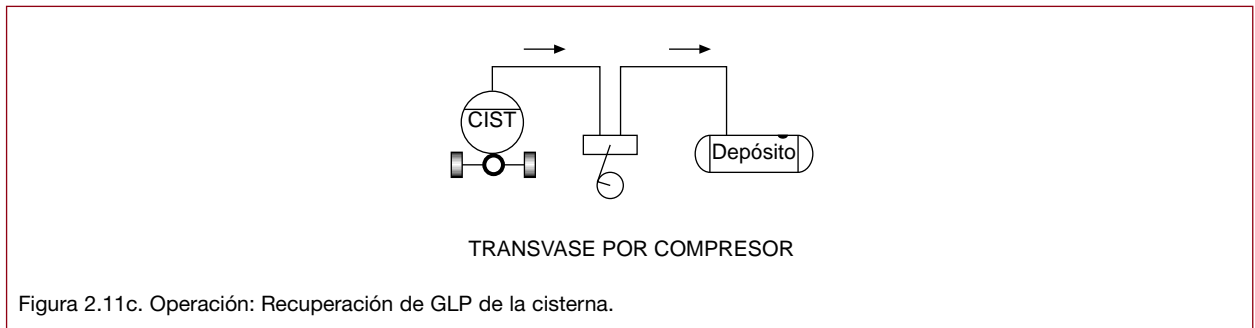 CIST
Depósito
TRANSVASE POR COMPRESOR
Figura 2.11c. Operación: Recuperación de GLP de la cisterna.